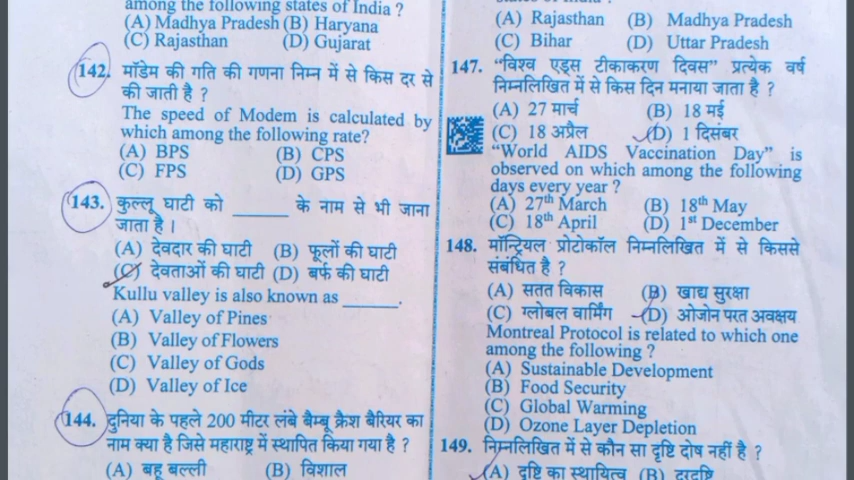 among the following states of India ?
(A) Madhya Pradesh (B) Haryana
(C) Rajasthan (D) Gujarat
142. मॉडेम की गति की गणना निम्न में से किस दर से
की जाती है ?
The speed of Modem is calculated by
which among the following rate?
(A) BPS (B) CPS
(C) FPS (D) GPS
143. कुल्लू घाटी को ______ के नाम से भी जाना
जाता है ।
(A) देवदार की घाटी (B) फूलों की घाटी
(C) देवताओं की घाटी (D) बर्फ की घाटी
Kullu valley is also known as ______.
(A) Valley of Pines
(B) Valley of Flowers
(C) Valley of Gods
(D) Valley of Ice
144. दुनिया के पहले 200 मीटर लंबे बैम्बू क्रैश बैरियर का
नाम क्या है जिसे महाराष्ट्र में स्थापित किया गया है ?
(A) बहू बल्ली (B) विशाल
(A) Rajasthan (B) Madhya Pradesh
(C) Bihar (D) Uttar Pradesh
147. “विश्व एड्स टीकाकरण दिवस” प्रत्येक वर्ष
निम्नलिखित में से किस दिन मनाया जाता है ?
(A) 27 मार्च (B) 18 मई
(C) 18 अप्रैल (D) 1 दिसंबर
“World AIDS Vaccination Day” is
observed on which among the following
days every year ?
(A) 27th March (B) 18th May
(C) 18th April (D) 1st December
148. मॉन्ट्रियल प्रोटोकॉल निम्नलिखित में से किससे
संबंधित है ?
(A) सतत विकास (B) खाद्य सुरक्षा
(C) ग्लोबल वार्मिंग (D) ओजोन परत अवक्षय
Montreal Protocol is related to which one
among the following ?
(A) Sustainable Development
(B) Food Security
(C) Global Warming
(D) Ozone Layer Depletion
149. निम्नलिखित में से कौन सा दृष्टि दोष नहीं है ?
(A) दृष्टि का स्थायित्व (B) दूरदृष्टि